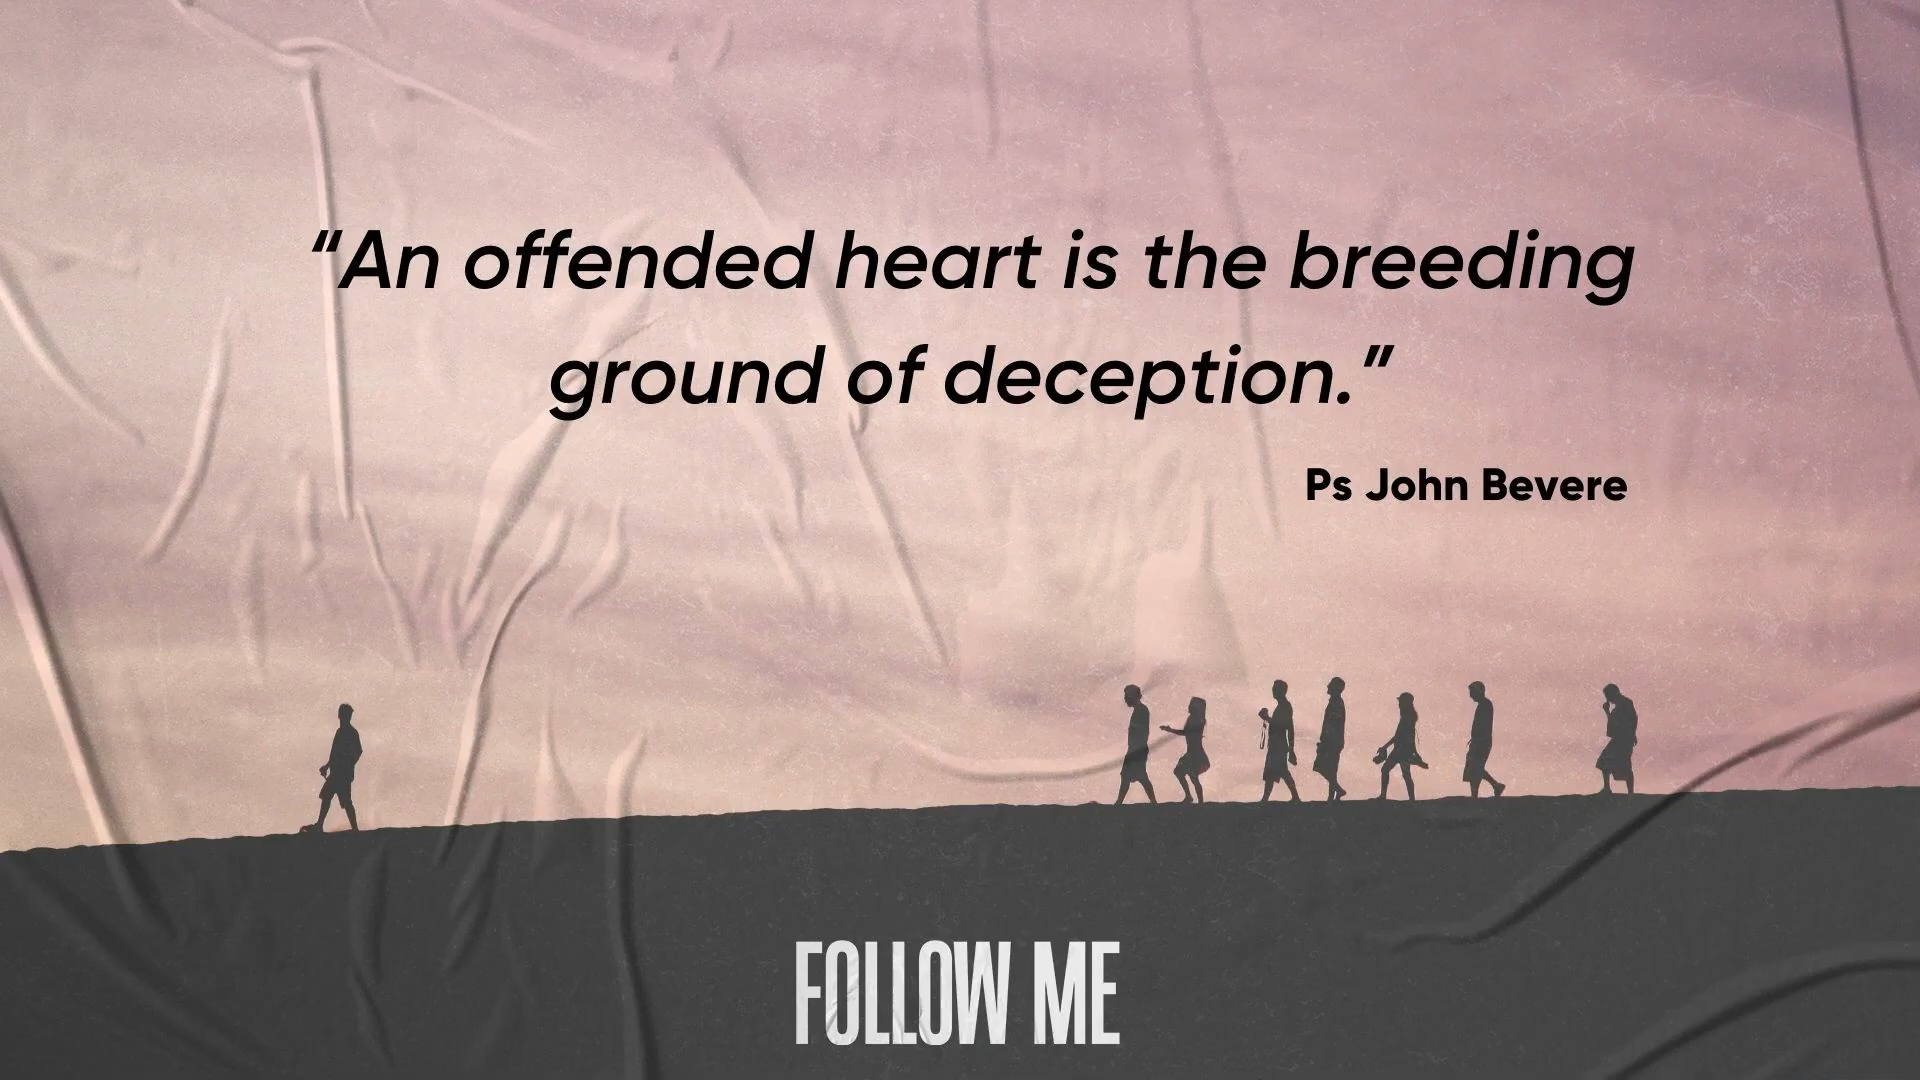 “An offended heart is the breeding
ground of deception.”
Ps John Bevere
FOLLOW ME